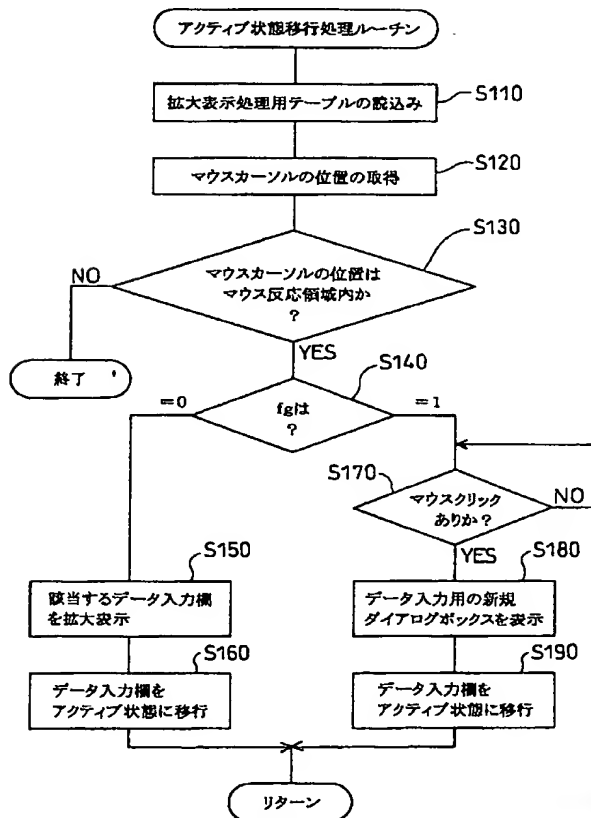 アクティブ状態移行処理ルーチン
拡大表示処理用テーブルの読込み
S110
マウスカーソルの位置の取得
S120
マウスカーソルの位置は
マウス反応領域内か
?
S130
NO
YES
終了
fgは
?
S140
=0
=1
マウスクリック
ありか?
S170
NO
YES
該当するデータ入力欄
を拡大表示
S150
データ入力用の新規
ダイアログボックスを表示
S180
データ入力欄を
アクティブ状態に移行
S160
データ入力欄を
アクティブ状態に移行
S190
リターン